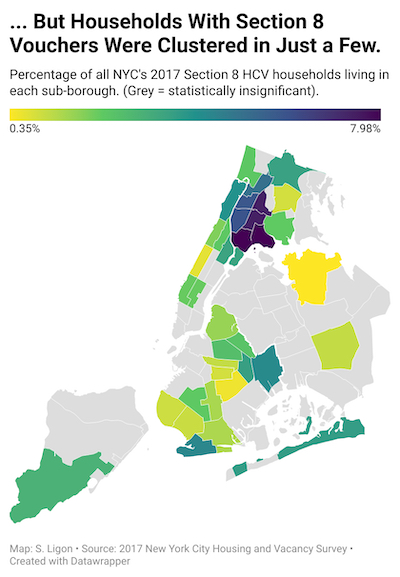 ... But Households With Section 8
Vouchers Were Clustered in Just a Few.
Percentage of all NYC's 2017 Section 8 HCV households living in
each sub-borough. (Grey = statistically insignificant).
0.35% 7.98%
Map: S. Ligon • Source: 2017 New York City Housing and Vacancy Survey •
Created with Datawrapper